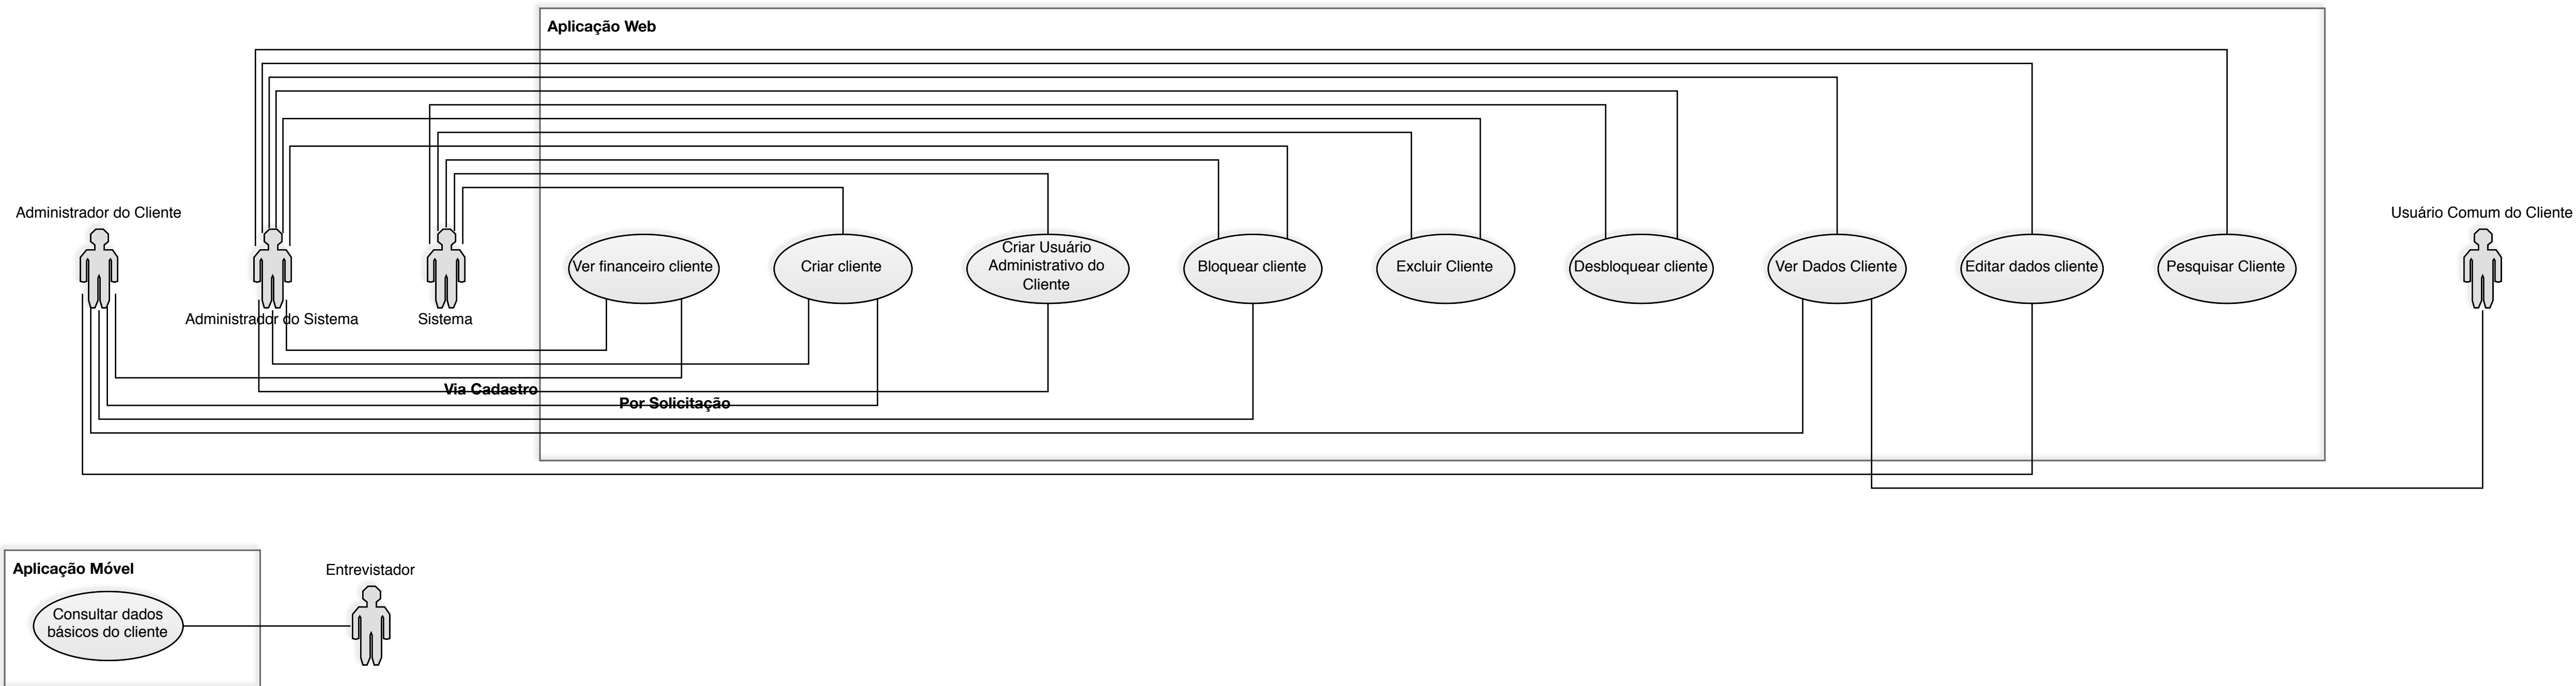 Aplicação Web
Administrador do Cliente
Usuário Comum do Cliente
Ver financeiro cliente
Criar cliente
Criar Usuário
Administrativo do
Cliente
Bloquear cliente
Excluir Cliente
Desbloquear cliente
Ver Dados Cliente
Editar dados cliente
Pesquisar Cliente
Administrador do Sistema
Sistema
Via Cadastro
Por Solicitação
Aplicação Móvel
Entrevistador
Consultar dados
básicos do cliente